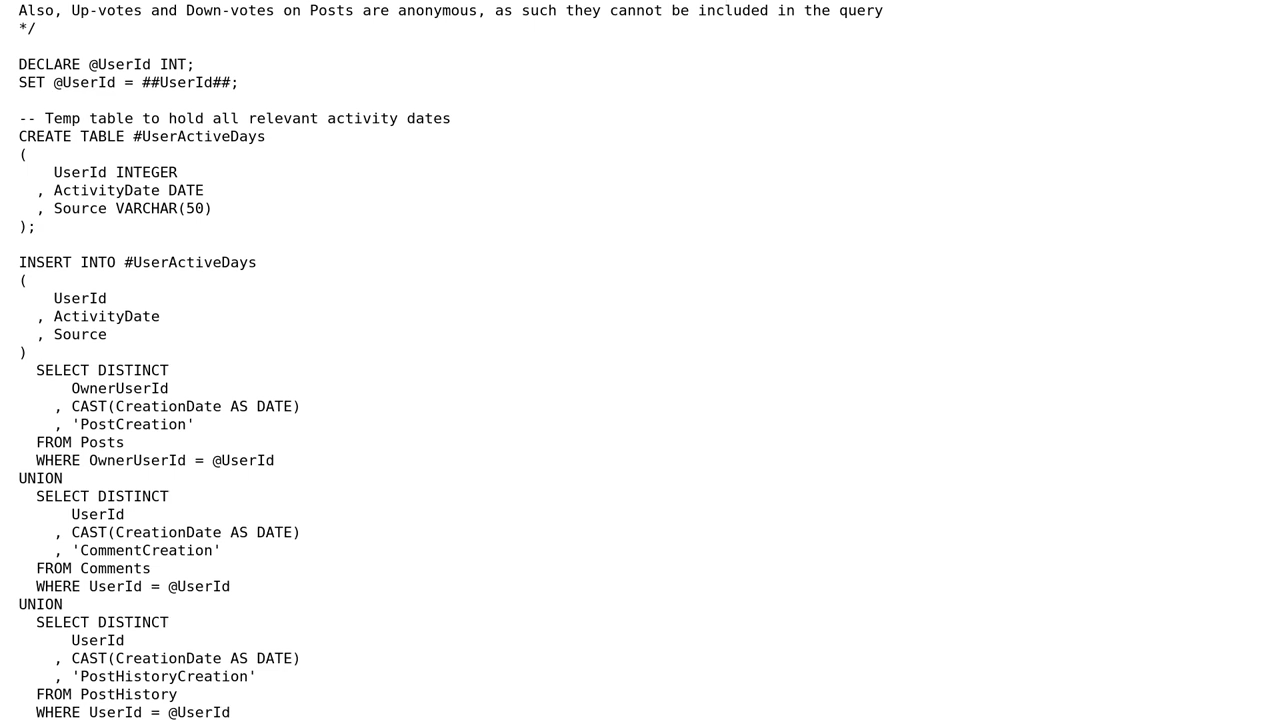 Also, Up-votes and Down-votes on Posts are anonymous, as such they cannot be included in the query
*/

DECLARE @UserId INT;
SET @UserId = ##UserId##;

-- Temp table to hold all relevant activity dates
CREATE TABLE #UserActiveDays
(
    UserId INTEGER
  , ActivityDate DATE
  , Source VARCHAR(50)
);

INSERT INTO #UserActiveDays
(
    UserId
  , ActivityDate
  , Source
)
  SELECT DISTINCT
      OwnerUserId
    , CAST(CreationDate AS DATE)
    , 'PostCreation'
  FROM Posts
  WHERE OwnerUserId = @UserId
UNION
  SELECT DISTINCT
      UserId
    , CAST(CreationDate AS DATE)
    , 'CommentCreation'
  FROM Comments
  WHERE UserId = @UserId
UNION
  SELECT DISTINCT
      UserId
    , CAST(CreationDate AS DATE)
    , 'PostHistoryCreation'
  FROM PostHistory
  WHERE UserId = @UserId